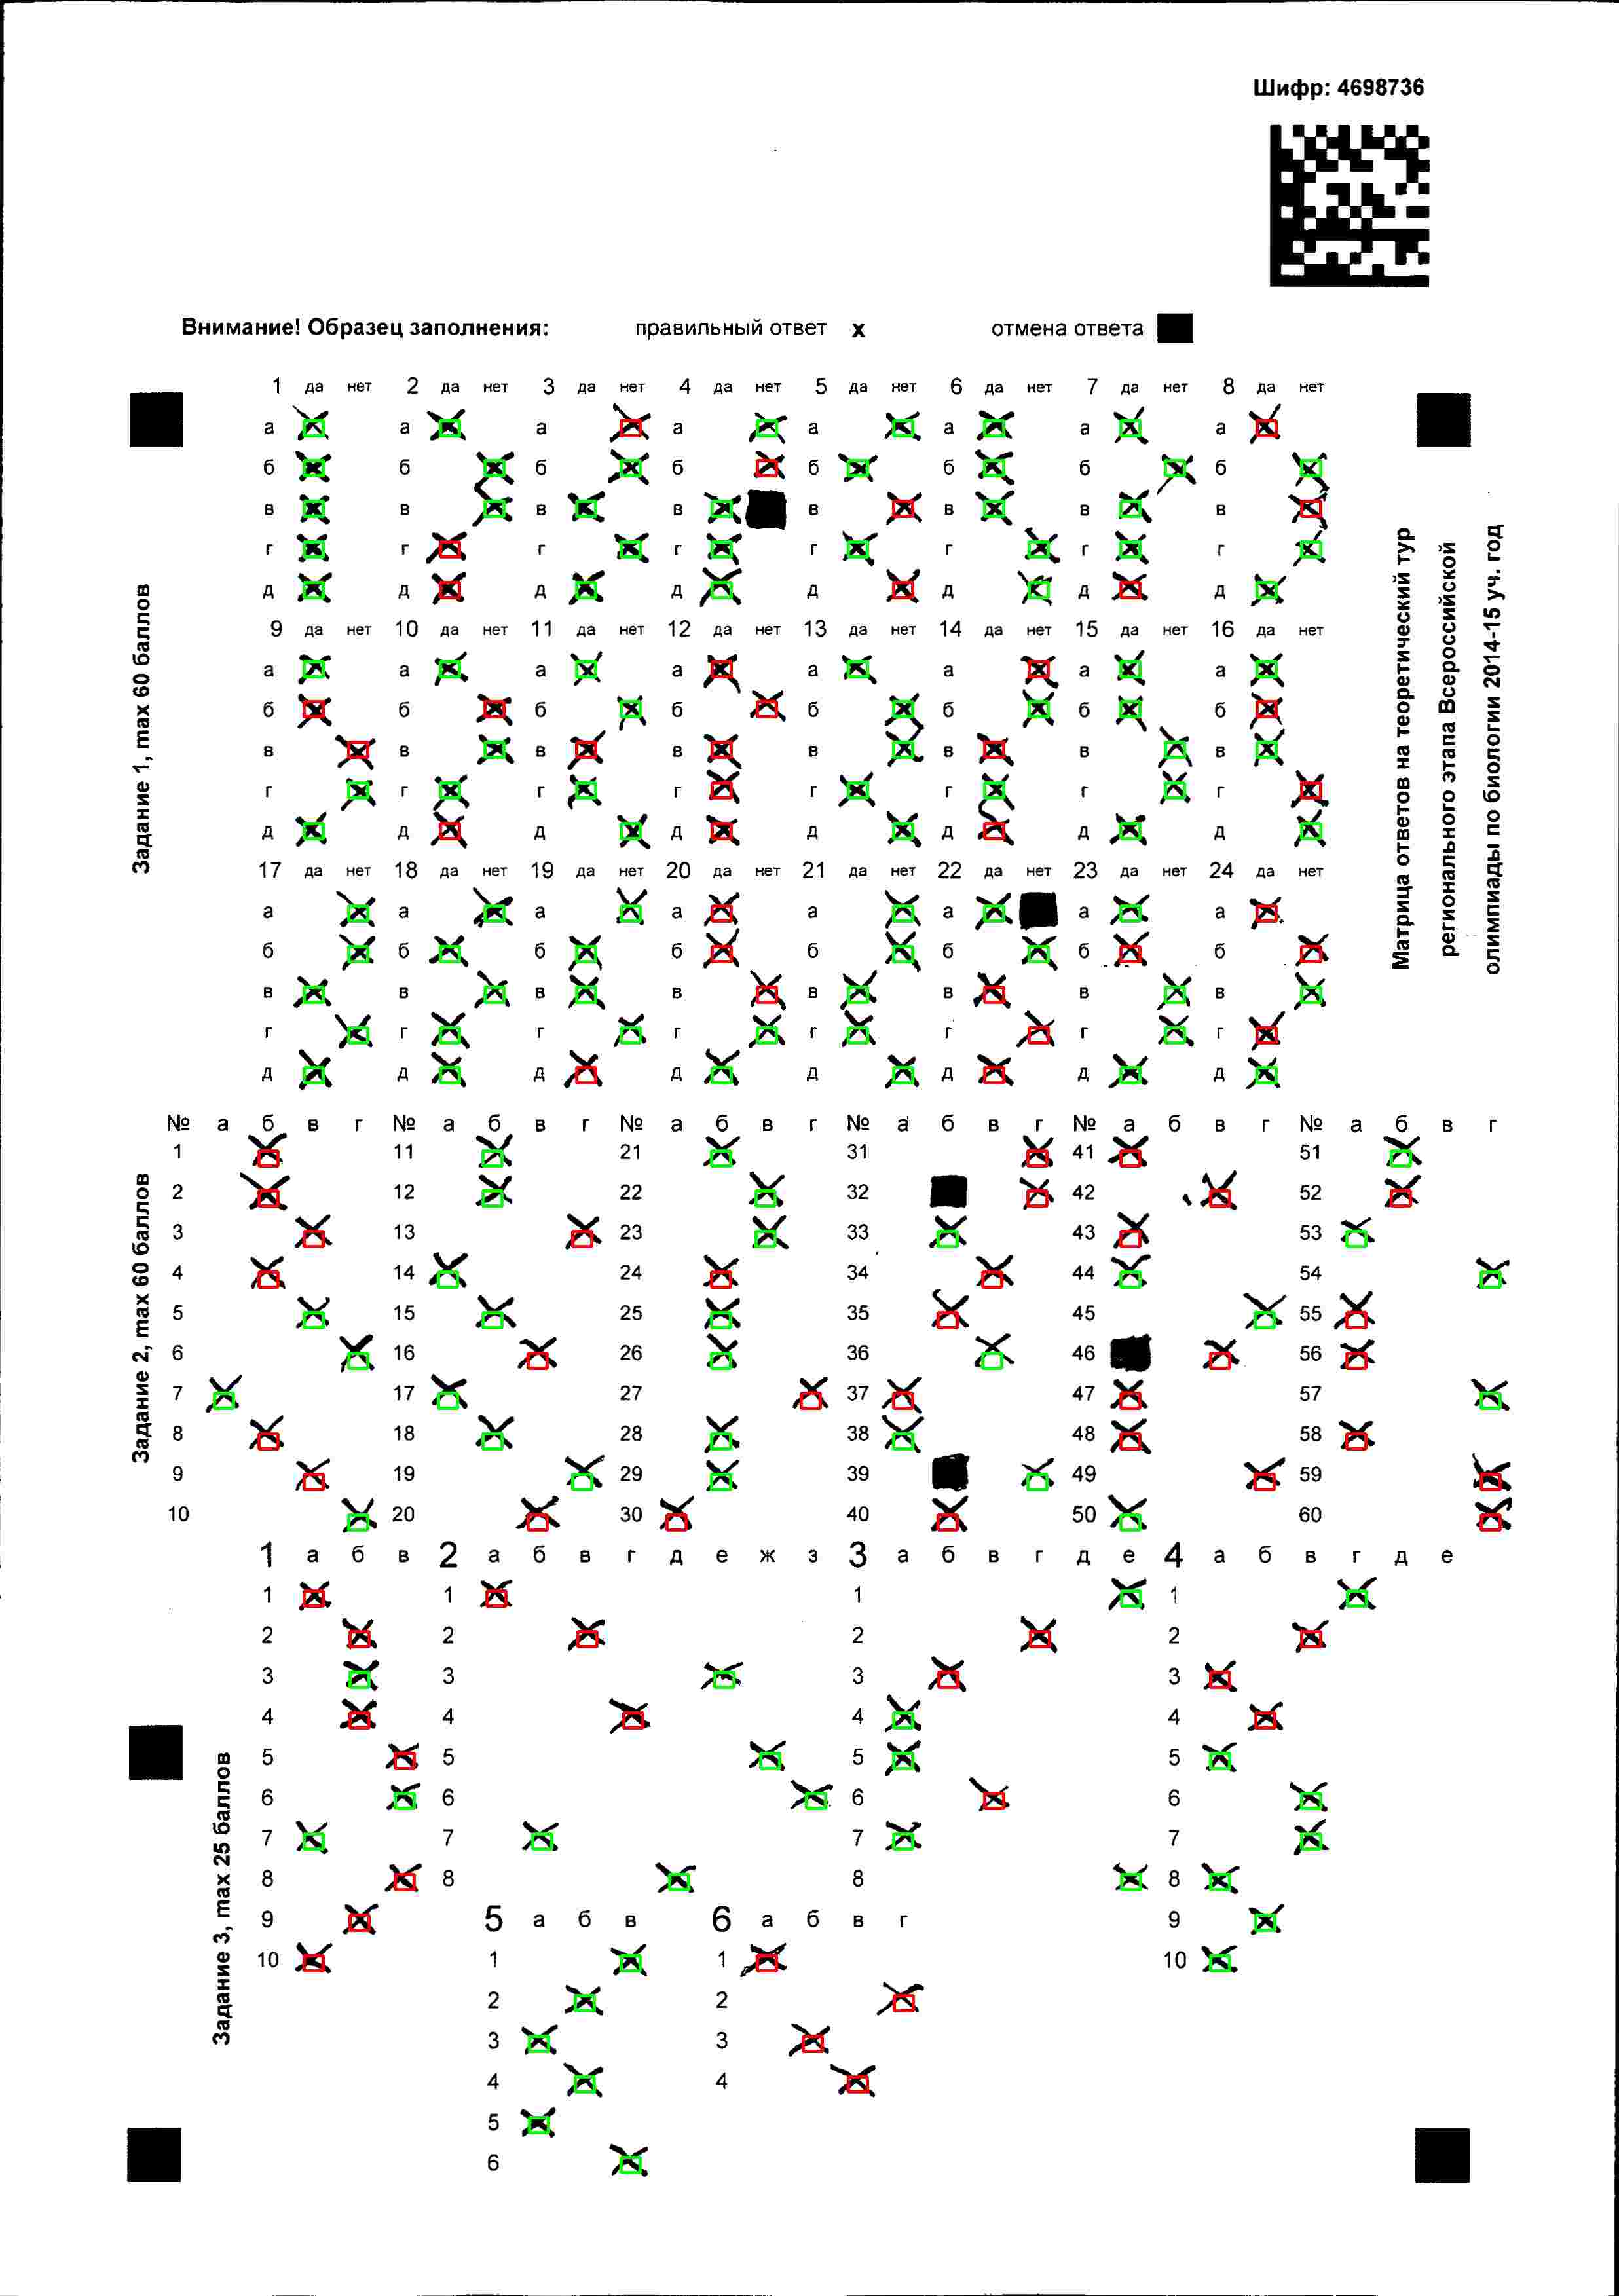 Шифр: 4698736
Внимание! Образец заполнения: правильный ответ х отмена ответа
1 да нет 2 да нет 3 да нет 4 да нет 5 да нет 6 да нет 7 да нет 8 да нет
а а а а а а а а
б б б б б б б б
в в в в в в в в
г г г г г г г г
д д д д д д д д
9 да нет 10 да нет 11 да нет 12 да нет 13 да нет 14 да нет 15 да нет 16 да нет
а а а а а а а а
б б б б б б б б
в в в в в в в в
г г г г г г г г
д д д д д д д д
17 да нет 18 да нет 19 да нет 20 да нет 21 да нет 22 да нет 23 да нет 24 да нет
а а а а а а а а
б б б б б б б б
в в в в в в в в
г г г г г г г г
д д д д д д д д
Задание 1, max 60 баллов
Матрица ответов на теоретический тур
регионального этапа Всероссийской
олимпиады по биологии 2014-15 уч. год
№ а б в г № а б в г № а б в г № а б в г № а б в г № а б в г
1 11 21 31 41 51
2 12 22 32 42 52
3 13 23 33 43 53
4 14 24 34 44 54
5 15 25 35 45 55
6 16 26 36 46 56
7 17 27 37 47 57
8 18 28 38 48 58
9 19 29 39 49 59
10 20 30 40 50 60
Задание 2, max 60 баллов
1 а б в 2 а б в г д е ж з 3 а б в г д е 4 а б в г д е
1 1 1 1
2 2 2 2
3 3 3 3
4 4 4 4
5 5 5 5
6 6 6 6
7 7 7 7
8 8 8 8
9 5 а б в 6 а б в г 9
10 1 1 10
2 2
3 3
4 4
5
6
Задание 3, max 25 баллов